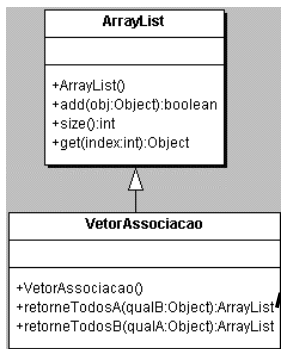 ArrayList
+ArrayList()
+add(obj:Object):boolean
+size():int
+get(index:int):Object
VetorAssociacao
+VetorAssociacao()
+retorneTodosA(qualB:Object):ArrayList
+retorneTodosB(qualA:Object):ArrayList